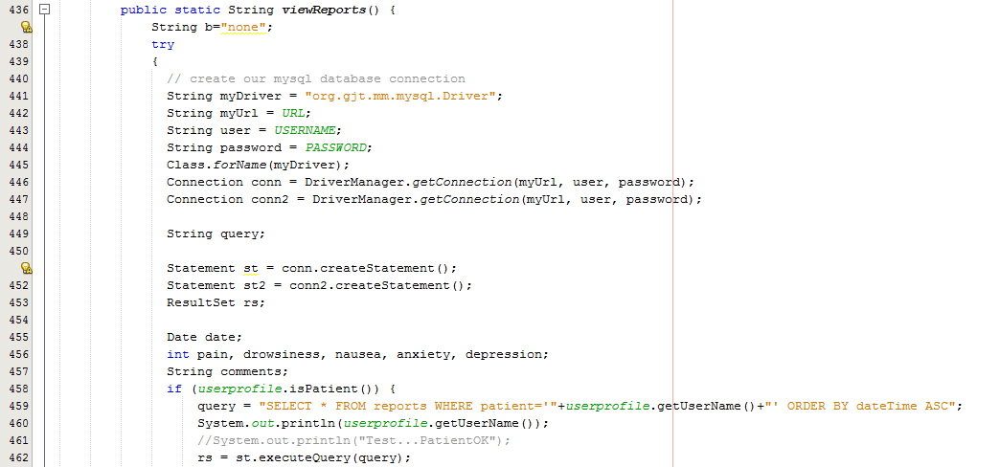 436 public static String viewReports() {
String b="none";
438 try
439 {
440 // create our mysql database connection
441 String myDriver = "org.gjt.mm.mysql.Driver";
442 String myUrl = URL;
443 String user = USERNAME;
444 String password = PASSWORD;
445 Class.forName(myDriver);
446 Connection conn = DriverManager.getConnection(myUrl, user, password);
447 Connection conn2 = DriverManager.getConnection(myUrl, user, password);
448
449 String query;
450
Statement st = conn.createStatement();
452 Statement st2 = conn2.createStatement();
453 ResultSet rs;
454
455 Date date;
456 int pain, drowsiness, nausea, anxiety, depression;
457 String comments;
458 if (userprofile.isPatient()) {
459 query = "SELECT * FROM reports WHERE patient='"+userprofile.getUserName()+"' ORDER BY dateTime ASC";
460 System.out.println(userprofile.getUserName());
461 //System.out.println("Test...PatientOK");
462 rs = st.executeQuery(query);